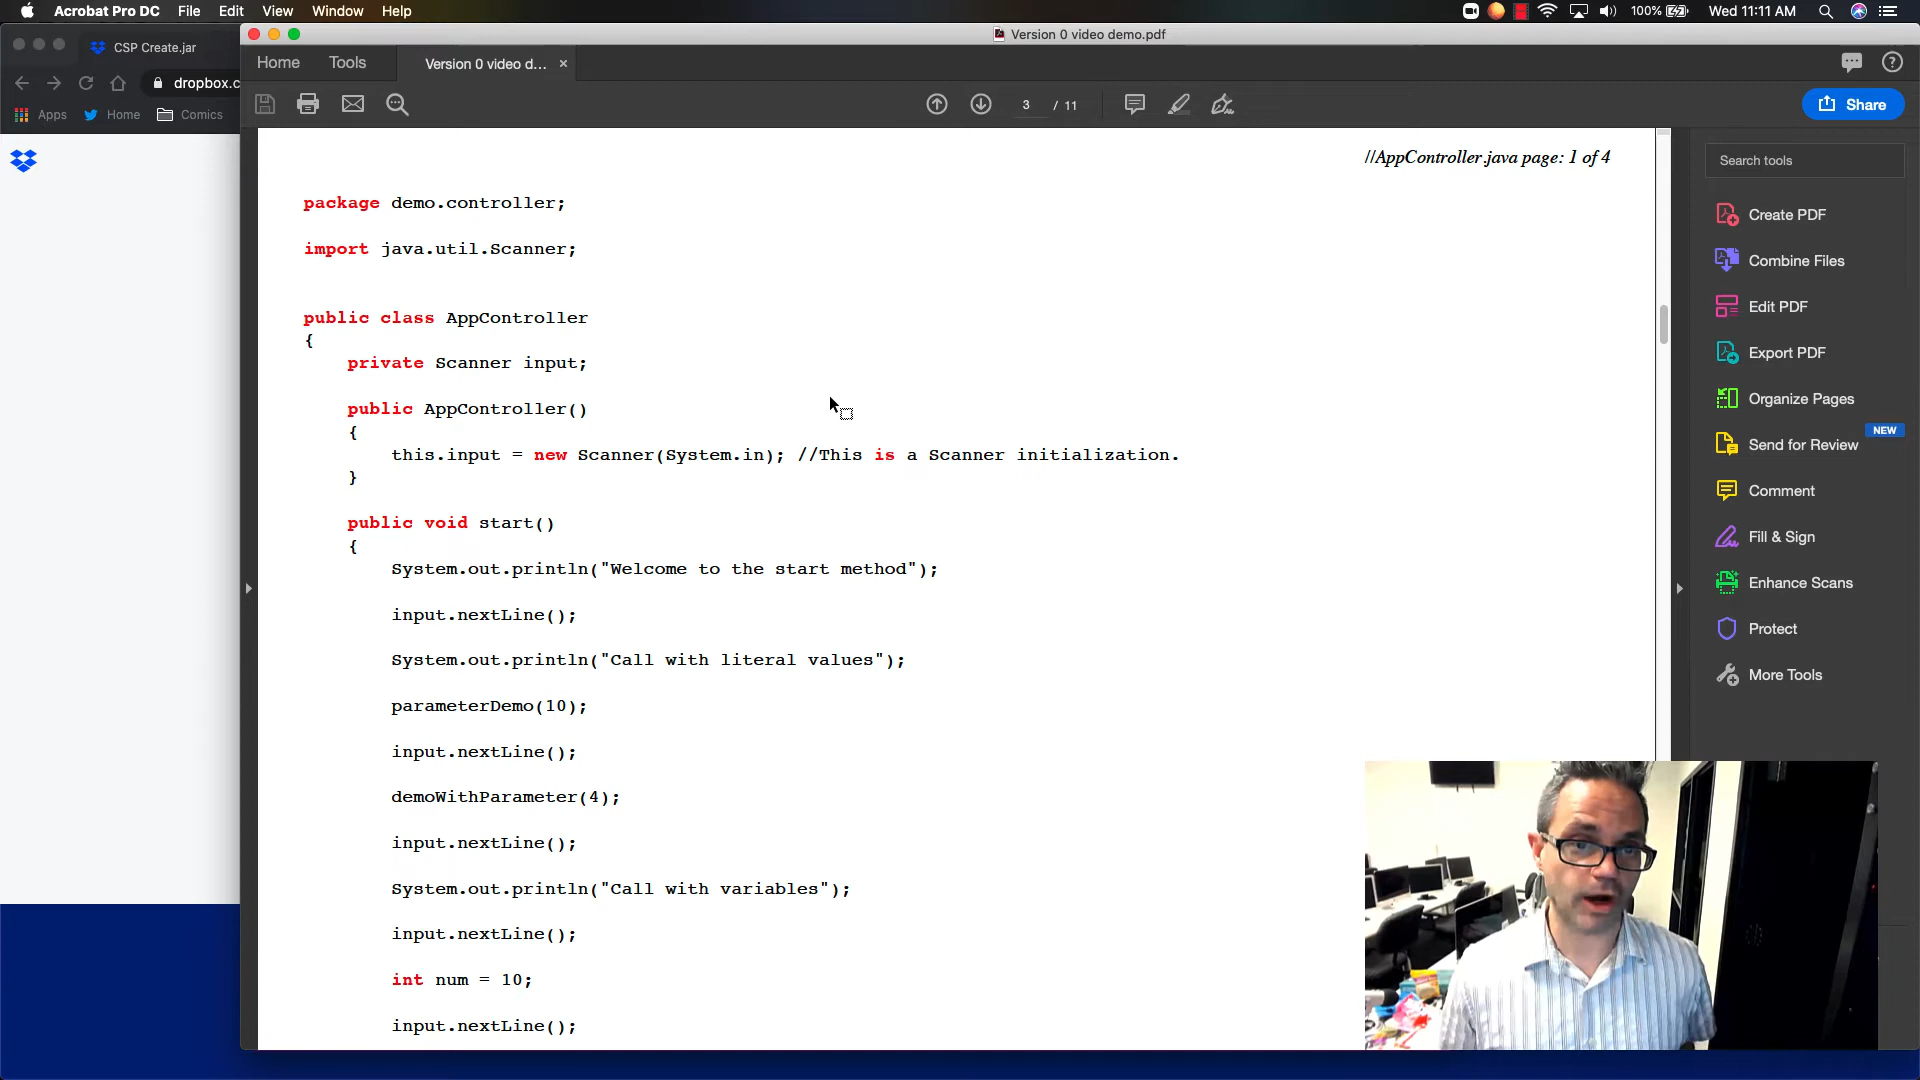 Acrobat Pro DC File Edit View Window Help
100% Wed 11:11 AM
CSP Create.jar
Version 0 video demo.pdf
Home Tools Version 0 video d... ×
dropbox.c
3 / 11
Share
Apps Home Comics
//AppController.java page: 1 of 4
package demo.controller;
import java.util.Scanner;
public class AppController
{
private Scanner input;
public AppController()
{
this.input = new Scanner(System.in); //This is a Scanner initialization.
}
public void start()
{
System.out.println("Welcome to the start method");
input.nextLine();
System.out.println("Call with literal values");
parameterDemo(10);
input.nextLine();
demoWithParameter(4);
input.nextLine();
System.out.println("Call with variables");
input.nextLine();
int num = 10;
input.nextLine();
Search tools
Create PDF
Combine Files
Edit PDF
Export PDF
Organize Pages
NEW
Send for Review
Comment
Fill & Sign
Enhance Scans
Protect
More Tools